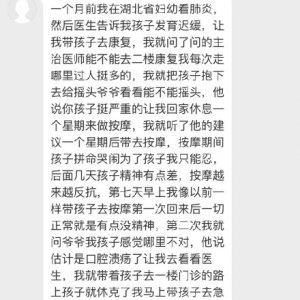 一个月前我在湖北省妇幼看肺炎，
然后医生告诉我孩子发育迟缓，让
我带孩子去康复，我就问了问的主
治医师能不能去二楼康复我每次走
哪里过人挺多的，我就把孩子抱下
去给摇头爷爷看看能不能摇头，他
说你孩子挺严重的让我回家休息一
个星期来做按摩，我就听了他的建
议一个星期后带去按摩，按摩期间
孩子拼命哭闹为了孩子我只能忍，
后面几天孩子精神有点差，按摩越
来越反抗，第七天早上我像以前一
样带孩子去按摩第一次回来后一切
正常就是有点没精神，第二次我就
问爷爷我孩子感觉哪里不对，他说
估计是口腔溃疡了让我去看看医
生，我就带着孩子去一楼门诊的路
上孩子就休克了我马上带孩子去急